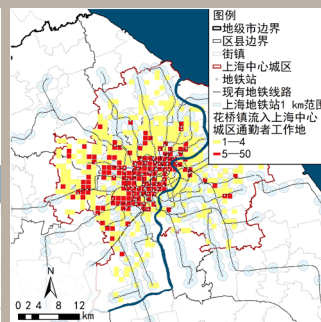 图例
地级市边界
区县边界
街镇
上海中心城区
地铁站
现有地铁线路
上海地铁站1 km范围
花桥镇流入上海中心
城区通勤者工作地
1—4
5—50
N
0 2 4 8 12
km